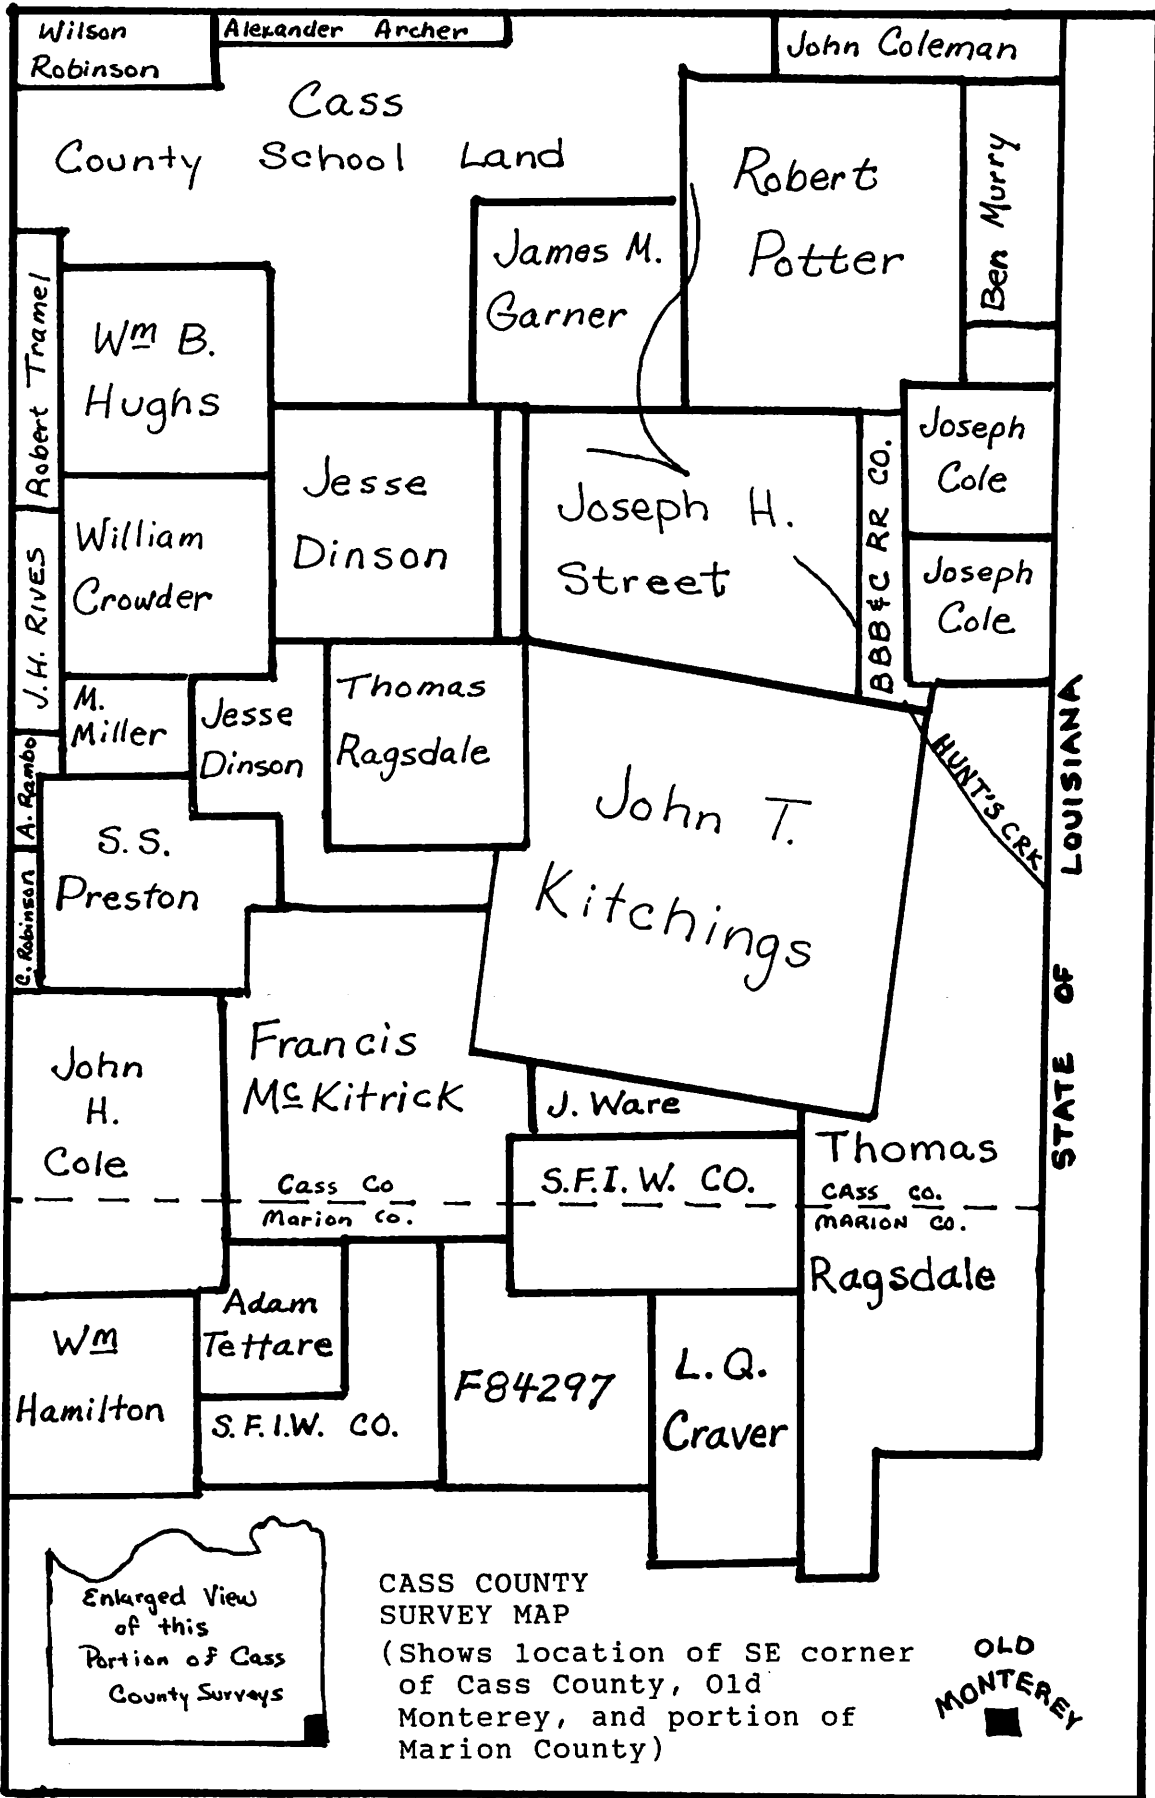 Wilson
Robinson
Alexander Archer
John Coleman
Cass
County School Land
Robert
Potter
Ben Murry
James M.
Garner
Robert Tramel
Wm B.
Hughs
Jesse
Dinson
Joseph H.
Street
BBB&C RR CO.
Joseph
Cole
Joseph
Cole
William
Crowder
J.H. RIVES
M.
Miller
Jesse
Dinson
Thomas
Ragsdale
John T.
Kitchings
HUNT'S CRK
STATE OF LOUISIANA
A. Rambo
S.S.
Preston
C. Robinson
John
H.
Cole
Francis
McKitrick
J. Ware
S.F.I.W. CO.
Thomas
Ragsdale
Cass Co
Marion Co.
CASS CO.
MARION CO.
Adam
Tettare
Wm
Hamilton
S.F.I.W. CO.
F84297
L.Q.
Craver
Enlarged View
of this
Portion of Cass
County Surveys
CASS COUNTY
SURVEY MAP
(Shows location of SE corner
of Cass County, Old
Monterey, and portion of
Marion County)
OLD
MONTEREY